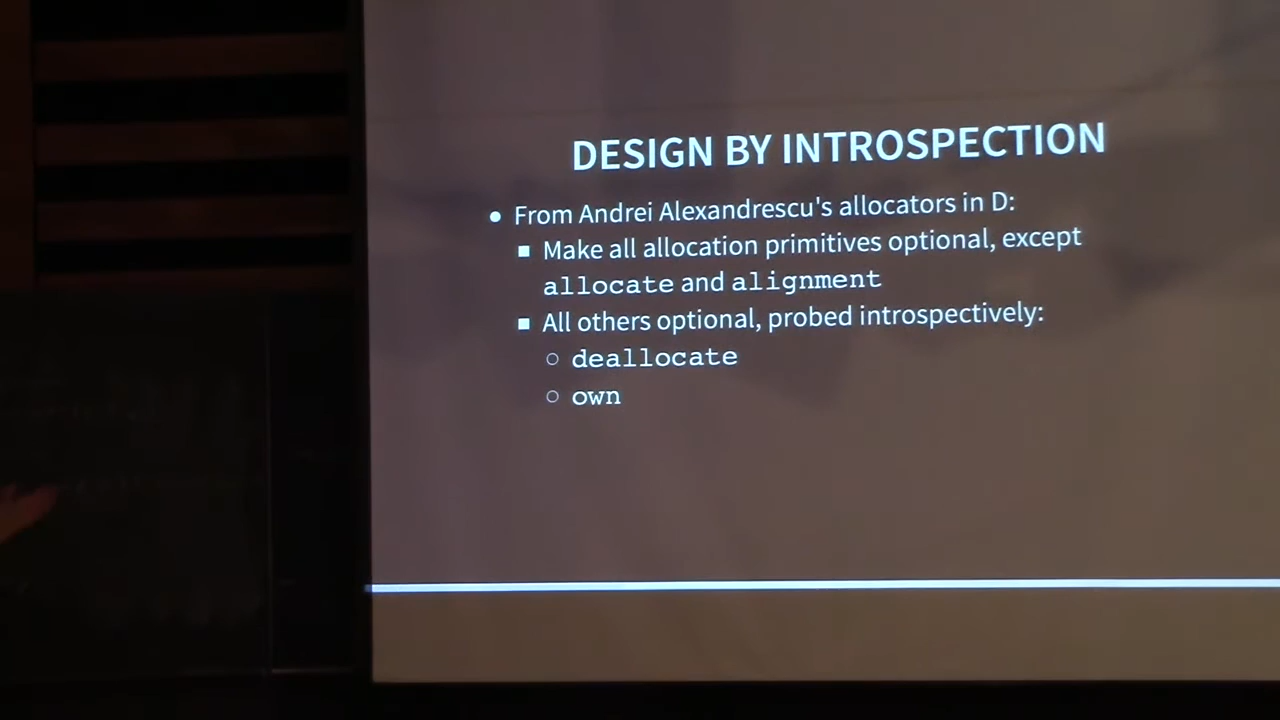 DESIGN BY INTROSPECTION
● From Andrei Alexandrescu's allocators in D:
■ Make all allocation primitives optional, except
allocate and alignment
■ All others optional, probed introspectively:
○ deallocate
○ own